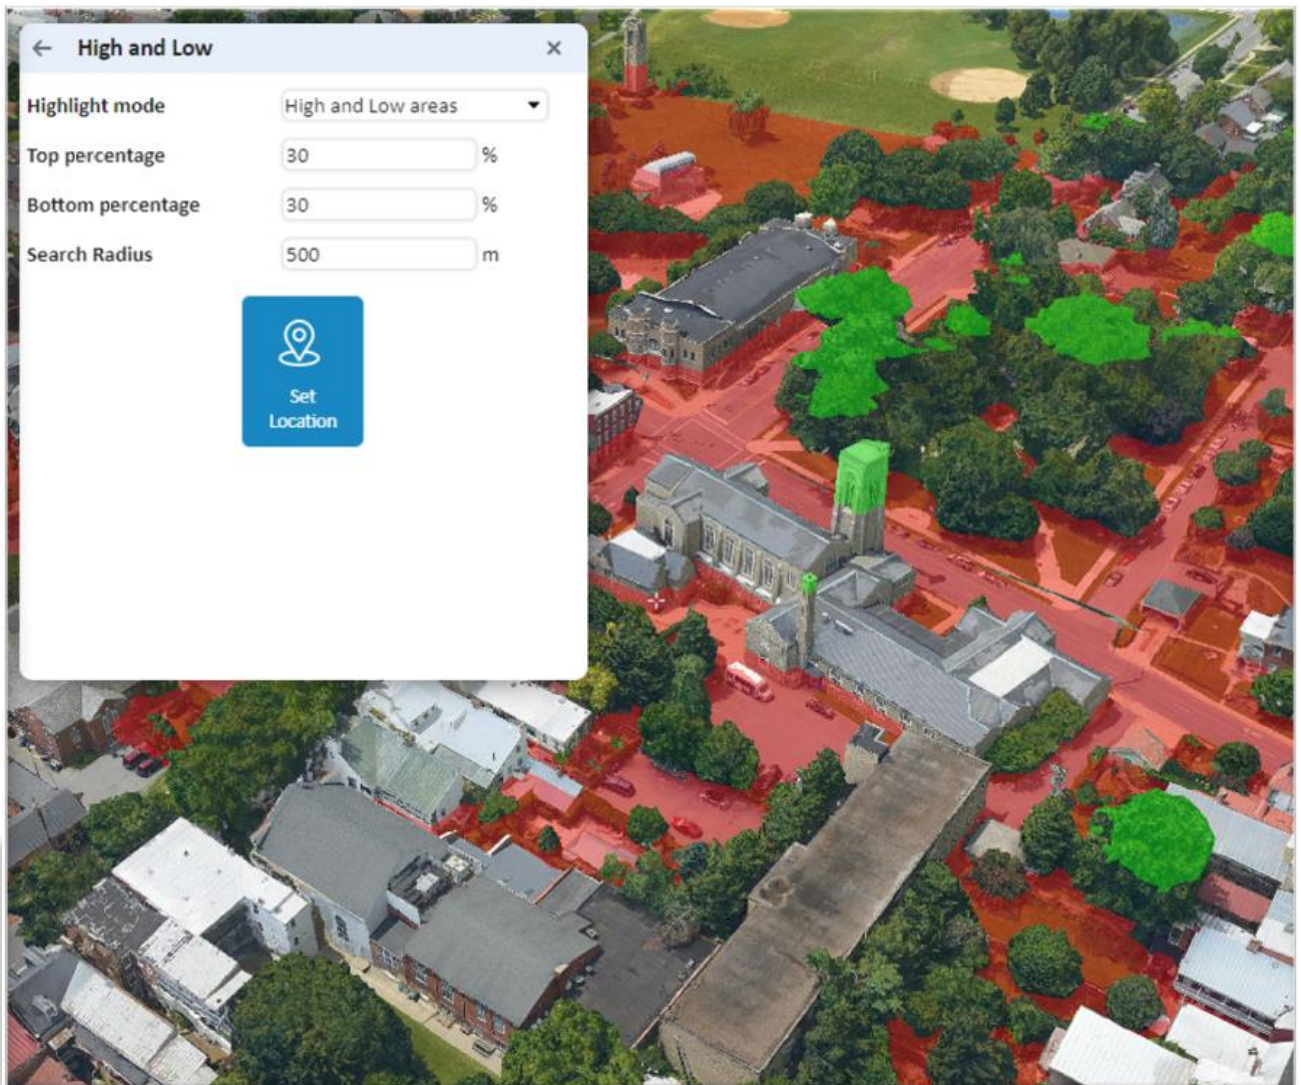 High and Low
Highlight mode
High and Low areas
Top percentage
30
%
Bottom percentage
30
%
Search Radius
500
m
Set
Location